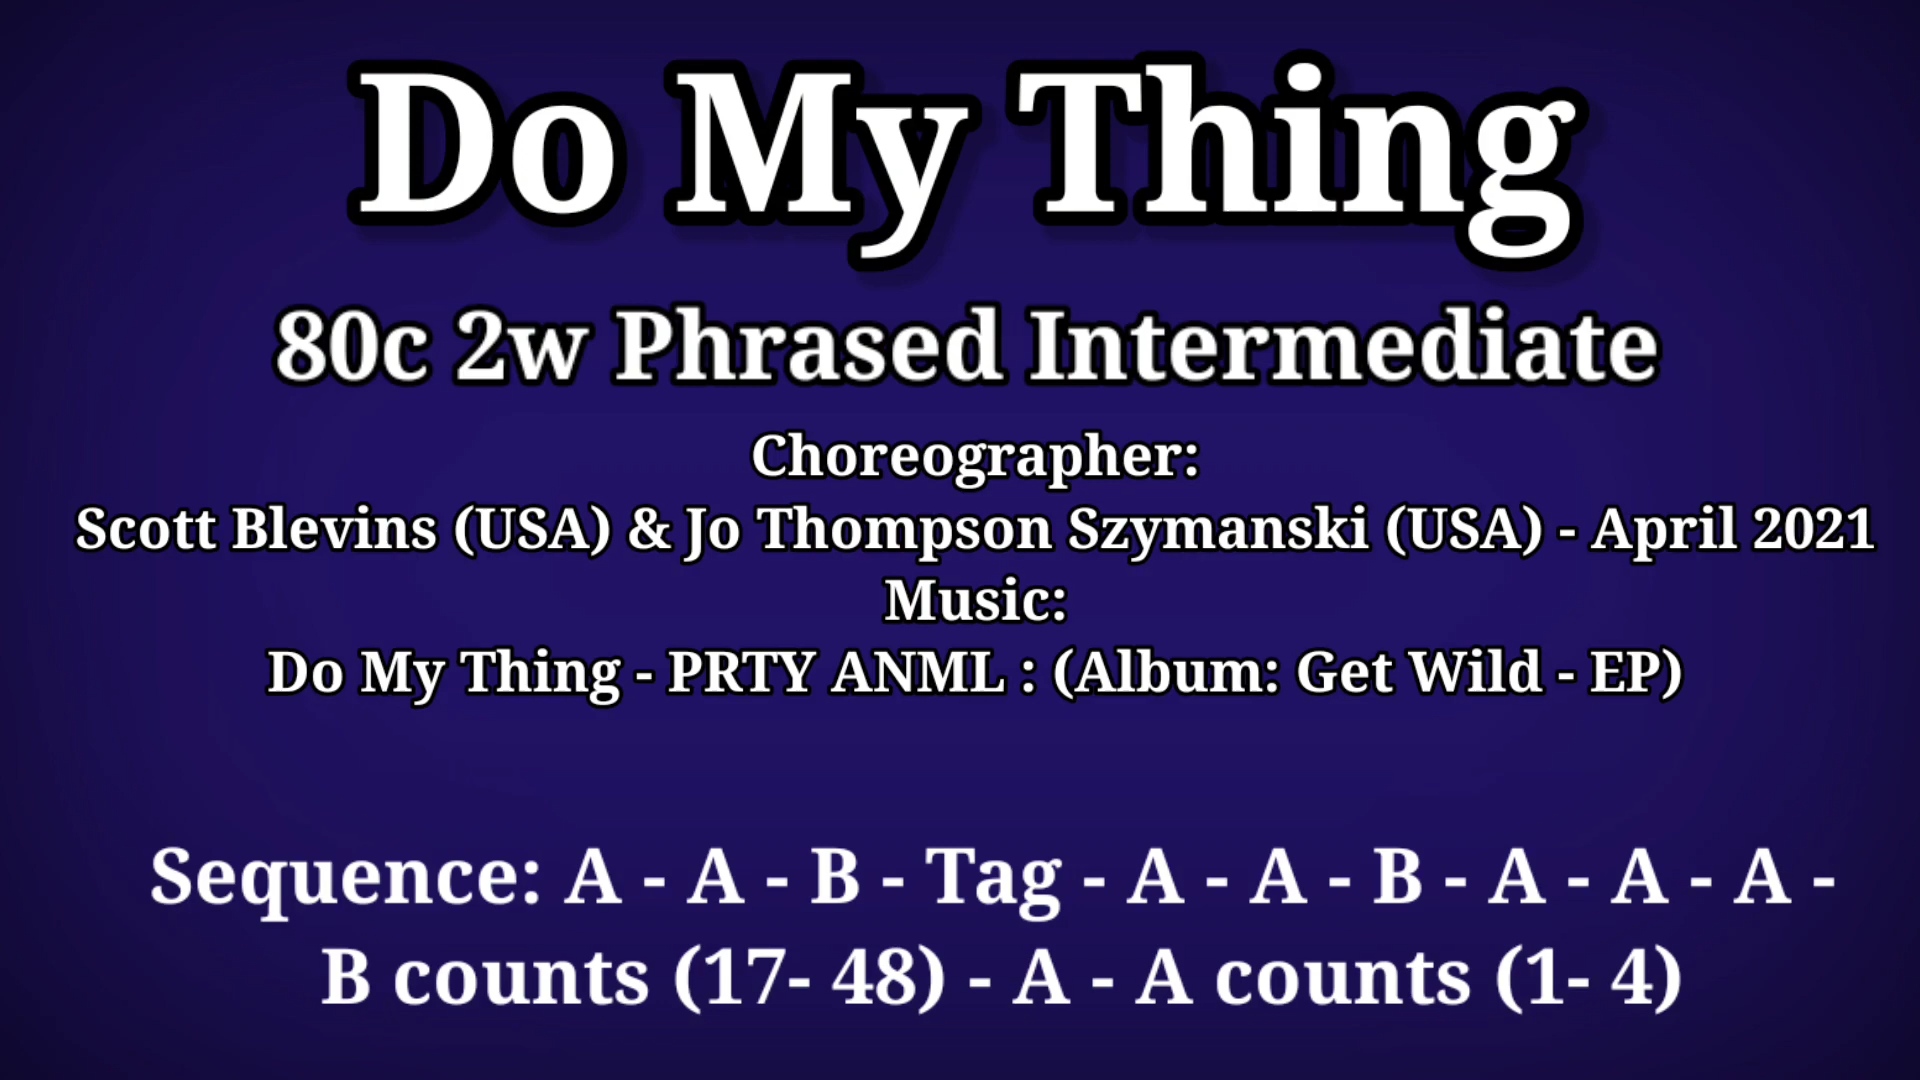 Do My Thing
80c 2w Phrased Intermediate
Choreographer:
Scott Blevins (USA) & Jo Thompson Szymanski (USA) - April 2021
Music:
Do My Thing - PRTY ANML : (Album: Get Wild - EP)
Sequence: A - A - B - Tag - A - A - B - A - A - A -
B counts (17- 48) - A - A counts (1- 4)